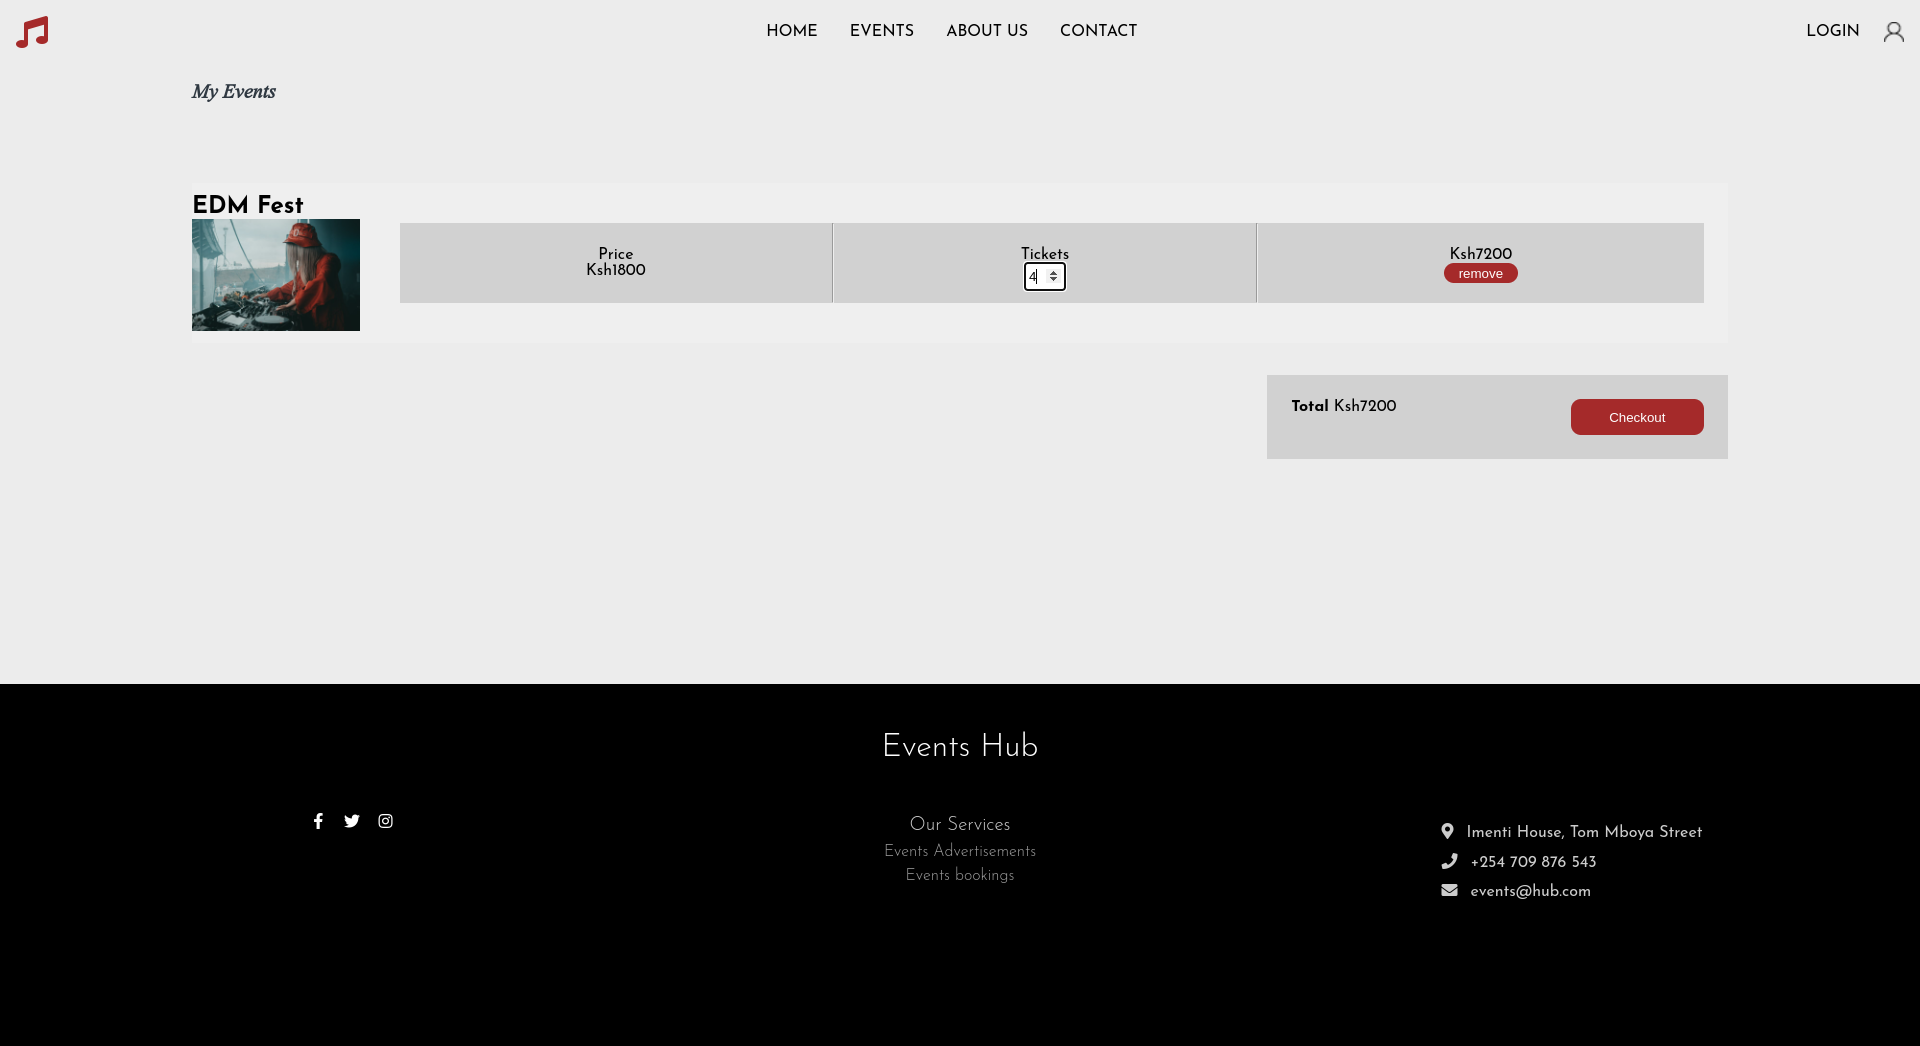 HOME EVENTS ABOUT US CONTACT LOGIN
My Events
EDM Fest
Price
Ksh1800
Tickets
4
Ksh7200
remove
Total Ksh7200
Checkout
Events Hub
Our Services
Events Advertisements
Events bookings
Imenti House, Tom Mboya Street
+254 709 876 543
events@hub.com